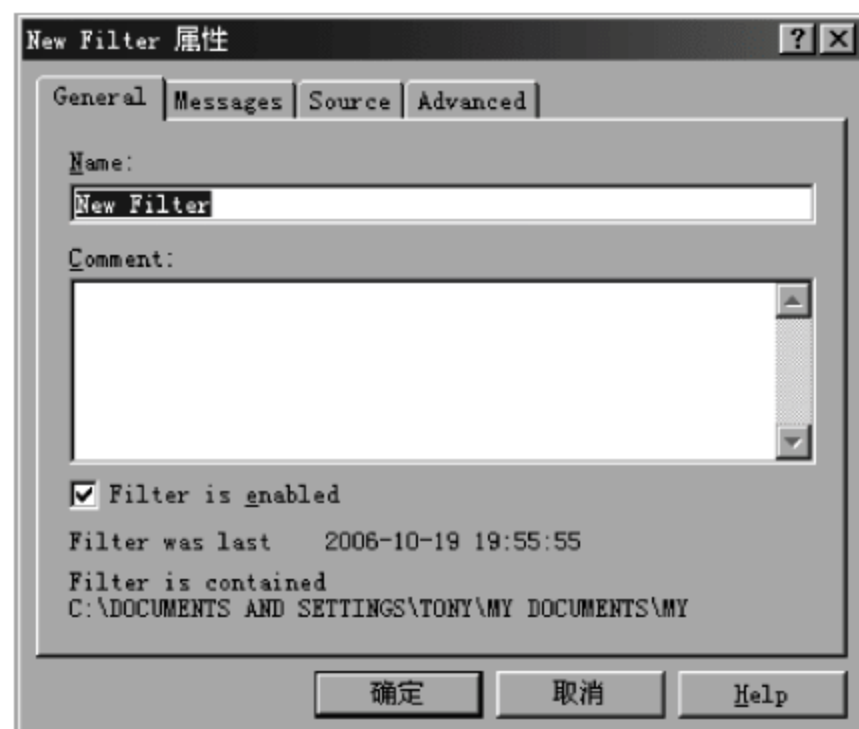 New Filter 属性
General Messages Source Advanced
Name:
New Filter
Comment:
Filter is enabled
Filter was last 2006-10-19 19:55:55
Filter is contained
C:\DOCUMENTS AND SETTINGS\TONY\MY DOCUMENTS\MY
确定 取消 Help